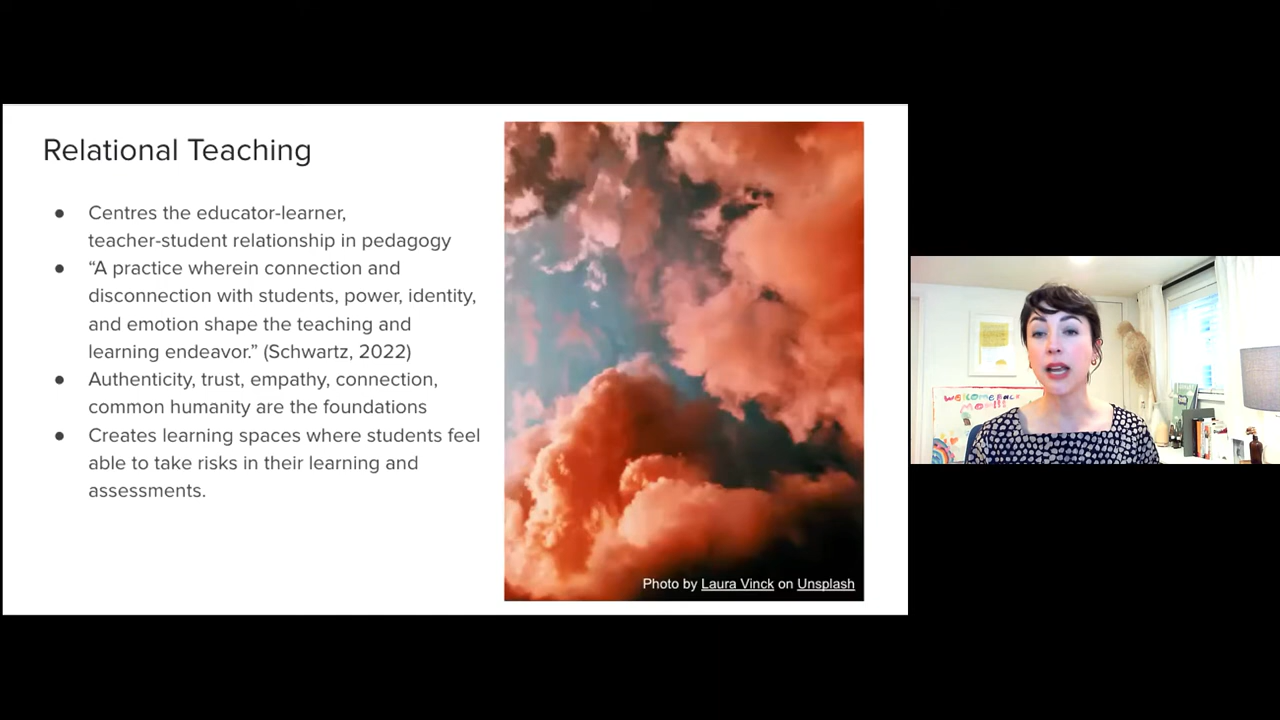 Relational Teaching
● Centres the educator-learner,
teacher-student relationship in pedagogy
● “A practice wherein connection and
disconnection with students, power, identity,
and emotion shape the teaching and
learning endeavor.” (Schwartz, 2022)
● Authenticity, trust, empathy, connection,
common humanity are the foundations
● Creates learning spaces where students feel
able to take risks in their learning and
assessments.
Photo by Laura Vinck on Unsplash
WELCOME BACK
MOM!!